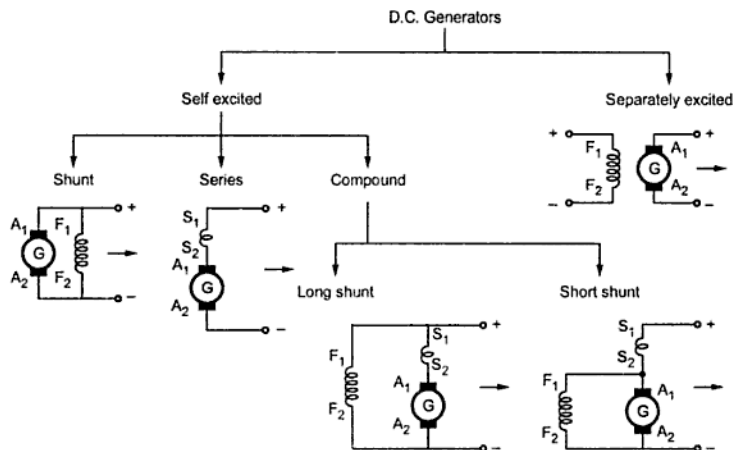 D.C. Generators
Self excited
Separately excited
Shunt
Series
Compound
+ F₁ A₁ +
G
F₂ A₂
− −
A₁ F₁ +
G
A₂ F₂
−
S₁ +
S₂
A₁
G
A₂
−
Long shunt
Short shunt
S₁ +
F₁ S₂
A₁
F₂ G
A₂
−
S₁ +
S₂
F₁ A₁
G
F₂ A₂
−